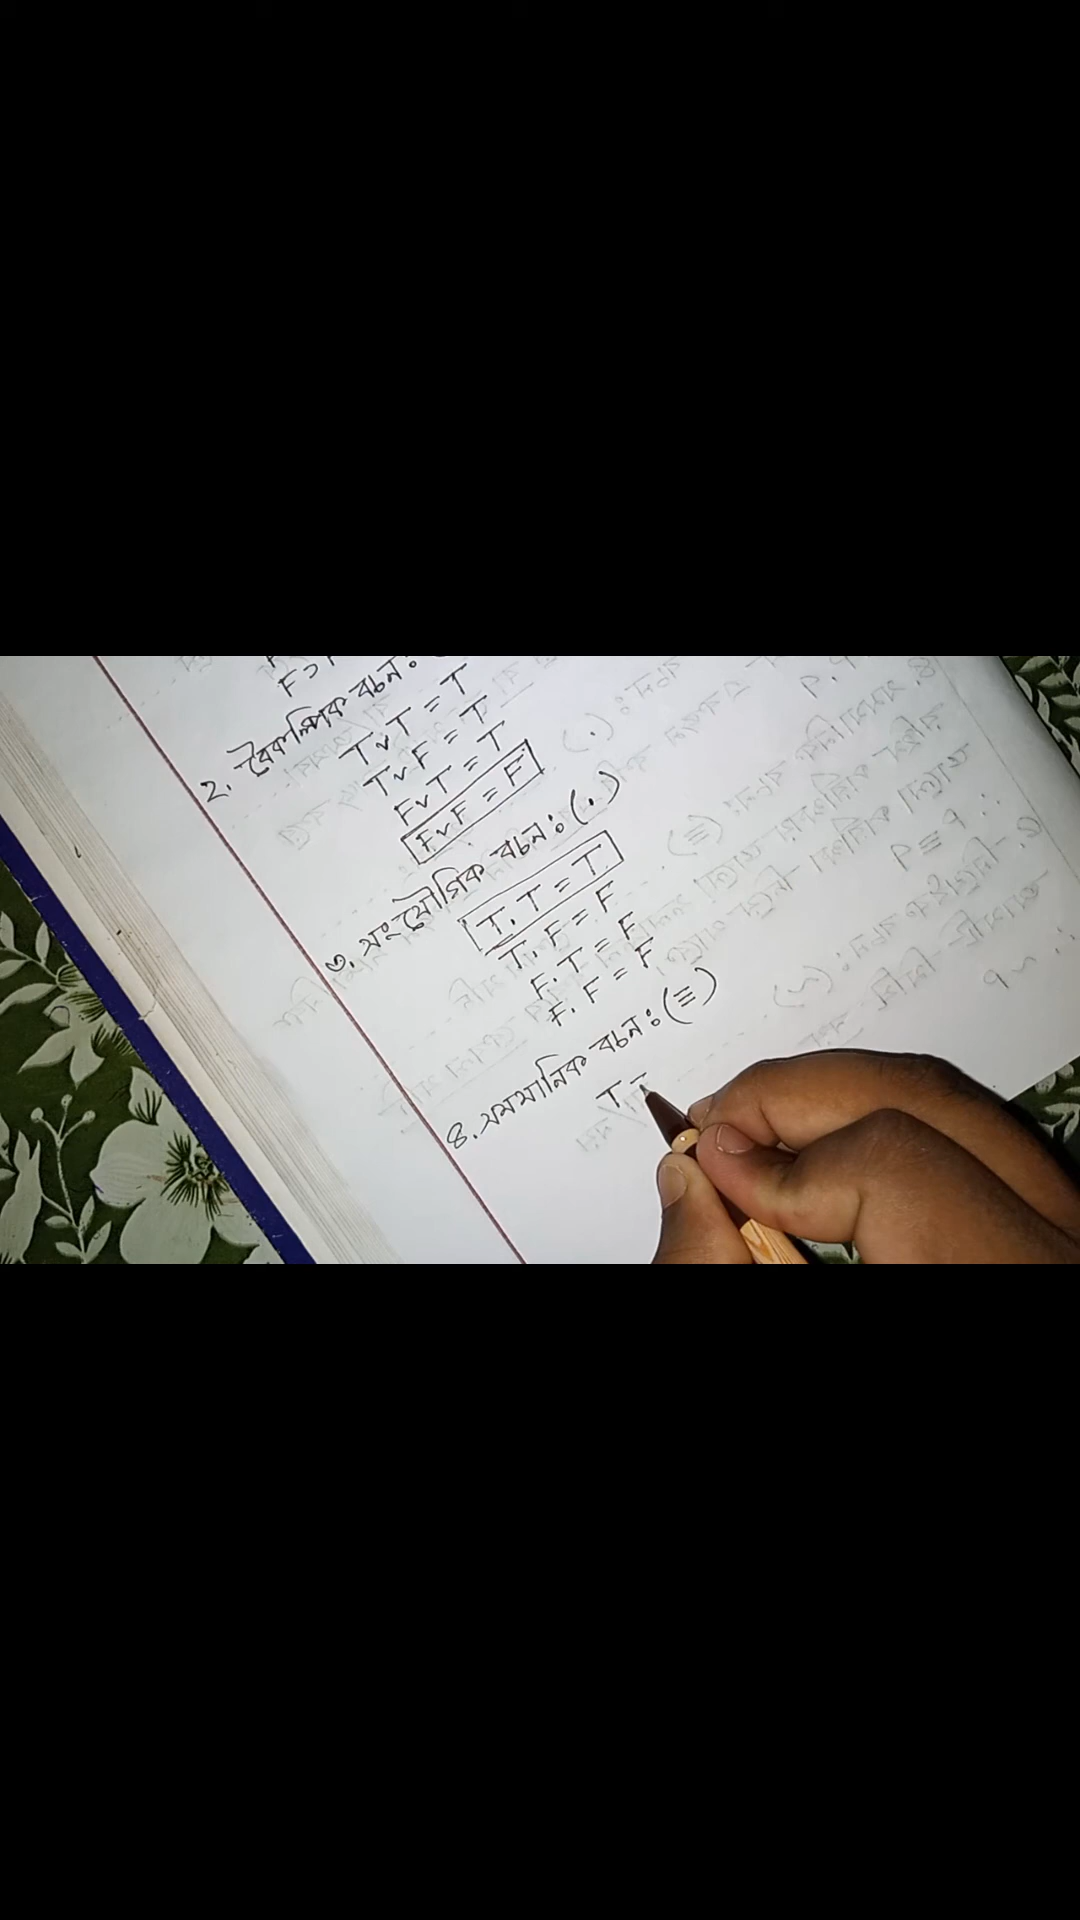 F ⊃
২. বৈকল্পিক বচন :
T v T = T
T v F = T
F v T = T
F v F = F
৩. সংযৌগিক বচন : (·)
T . T = T
T . F = F
F . T = F
F . F = F
৪. সমমানিক বচন : (≡)
T